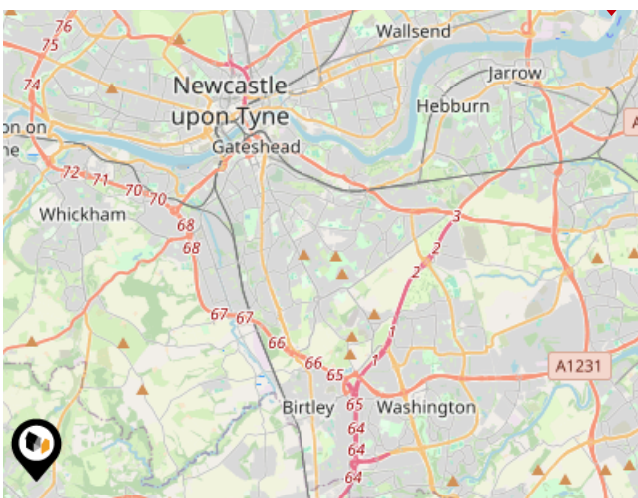 76
Wallsend
75
74
Newcastle
Jarrow
upon Tyne
Hebburn
on on
ne
Gateshead
A
72
71
70
70
Whickham
68
68
3
2
2
67
67
1
66
1
66
65
A1231
65
Birtley
Washington
64
64
64